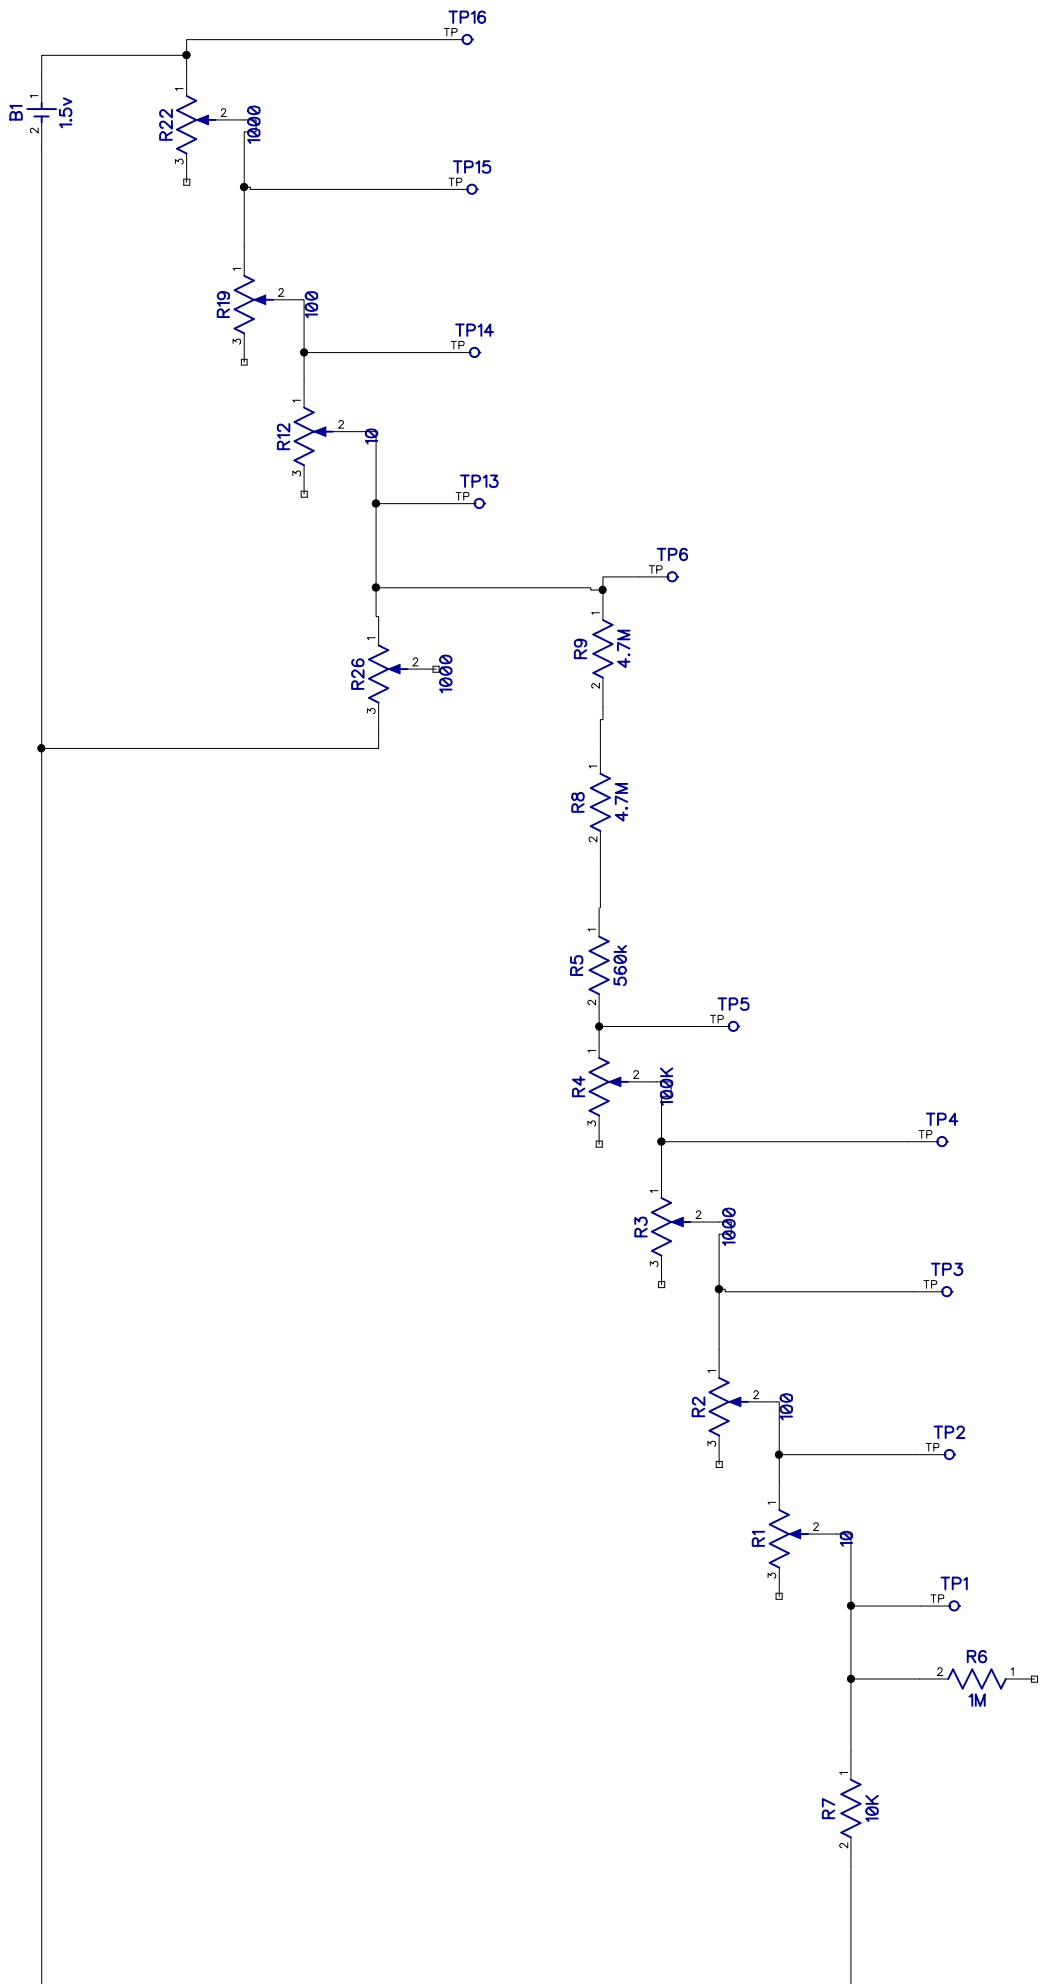 TP16
TP
1
B1
1.5v
2
1
R22
2
1000
3
TP15
TP
1
R19
2
100
3
TP14
TP
1
R12
2
10
3
TP13
TP
TP6
TP
1
R9
4.7M
2
1
R26
2
1000
3
1
R8
4.7M
2
1
R5
560k
2
TP5
TP
1
R4
2
100K
3
TP4
TP
1
R3
2
1000
3
TP3
TP
1
R2
2
100
3
TP2
TP
1
R1
2
10
3
TP1
TP
R6
2
1
1M
1
R7
10K
2